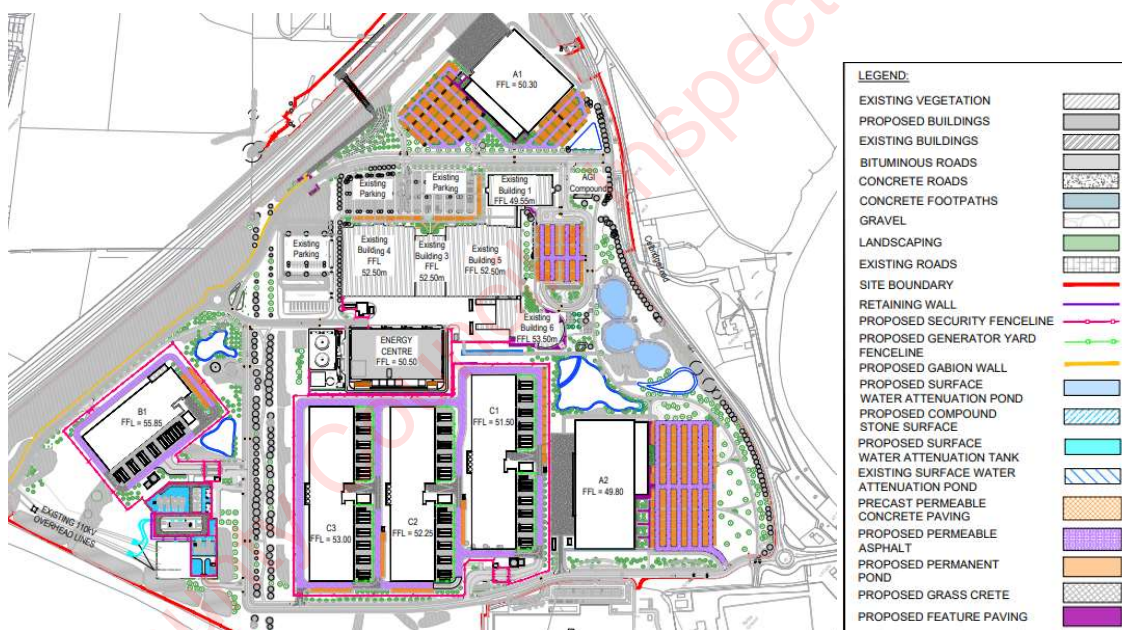 A1
FFL = 50.30
Existing
Parking
Existing
Parking
Existing
Building 1
FFL 49.55m
AGI
Compound
Existing
Parking
Existing
Building 4
FFL
52.50m
Existing
Building 3
FFL
52.50m
Existing
Building 5
FFL 52.50m
Existing
Building 6
FFL 53.50m
ENERGY
CENTRE
FFL = 50.50
B1
FFL = 55.85
C1
FFL = 51.50
A2
FFL = 49.80
C3
FFL = 53.00
C2
FFL = 52.25
EXISTING 110kV
OVERHEAD LINES
LEGEND:
EXISTING VEGETATION
PROPOSED BUILDINGS
EXISTING BUILDINGS
BITUMINOUS ROADS
CONCRETE ROADS
CONCRETE FOOTPATHS
GRAVEL
LANDSCAPING
EXISTING ROADS
SITE BOUNDARY
RETAINING WALL
PROPOSED SECURITY FENCELINE
PROPOSED GENERATOR YARD
FENCELINE
PROPOSED GABION WALL
PROPOSED SURFACE
WATER ATTENUATION POND
PROPOSED COMPOUND
STONE SURFACE
PROPOSED SURFACE
WATER ATTENUATION TANK
EXISTING SURFACE WATER
ATTENUATION POND
PRECAST PERMEABLE
CONCRETE PAVING
PROPOSED PERMEABLE
ASPHALT
PROPOSED PERMANENT
POND
PROPOSED GRASS CRETE
PROPOSED FEATURE PAVING